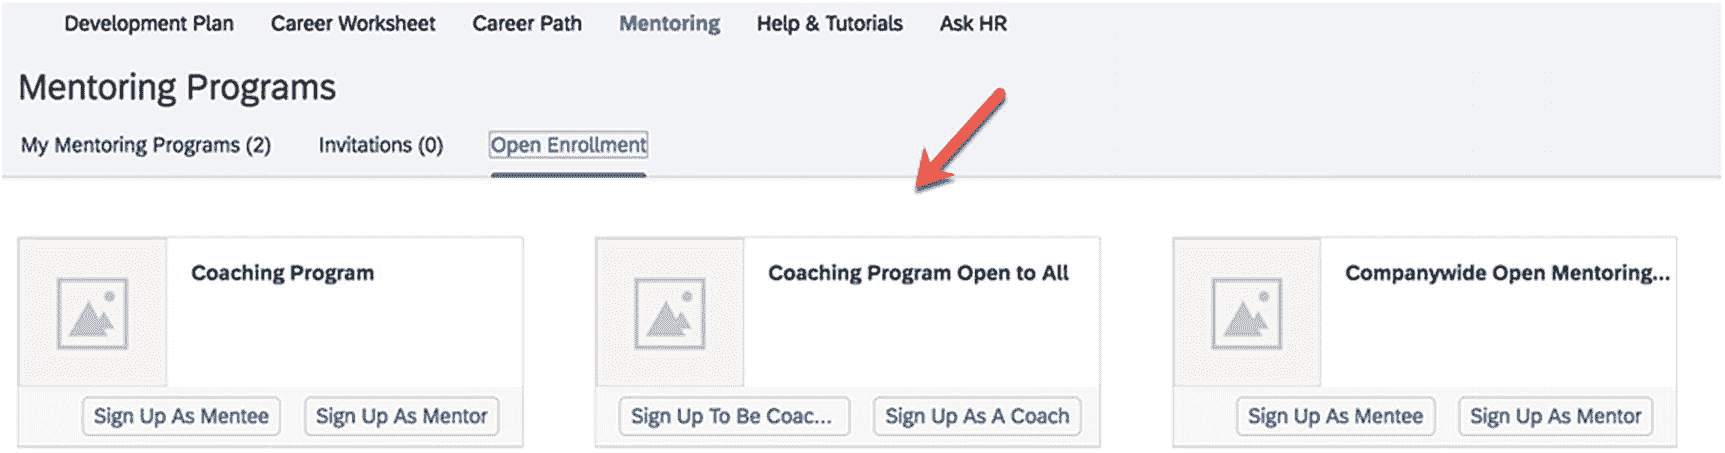 Development Plan Career Worksheet Career Path Mentoring Help & Tutorials Ask HR
Mentoring Programs
My Mentoring Programs (2) Invitations (0) Open Enrollment
Coaching Program
Sign Up As Mentee Sign Up As Mentor
Coaching Program Open to All
Sign Up To Be Coac... Sign Up As A Coach
Companywide Open Mentoring...
Sign Up As Mentee Sign Up As Mentor